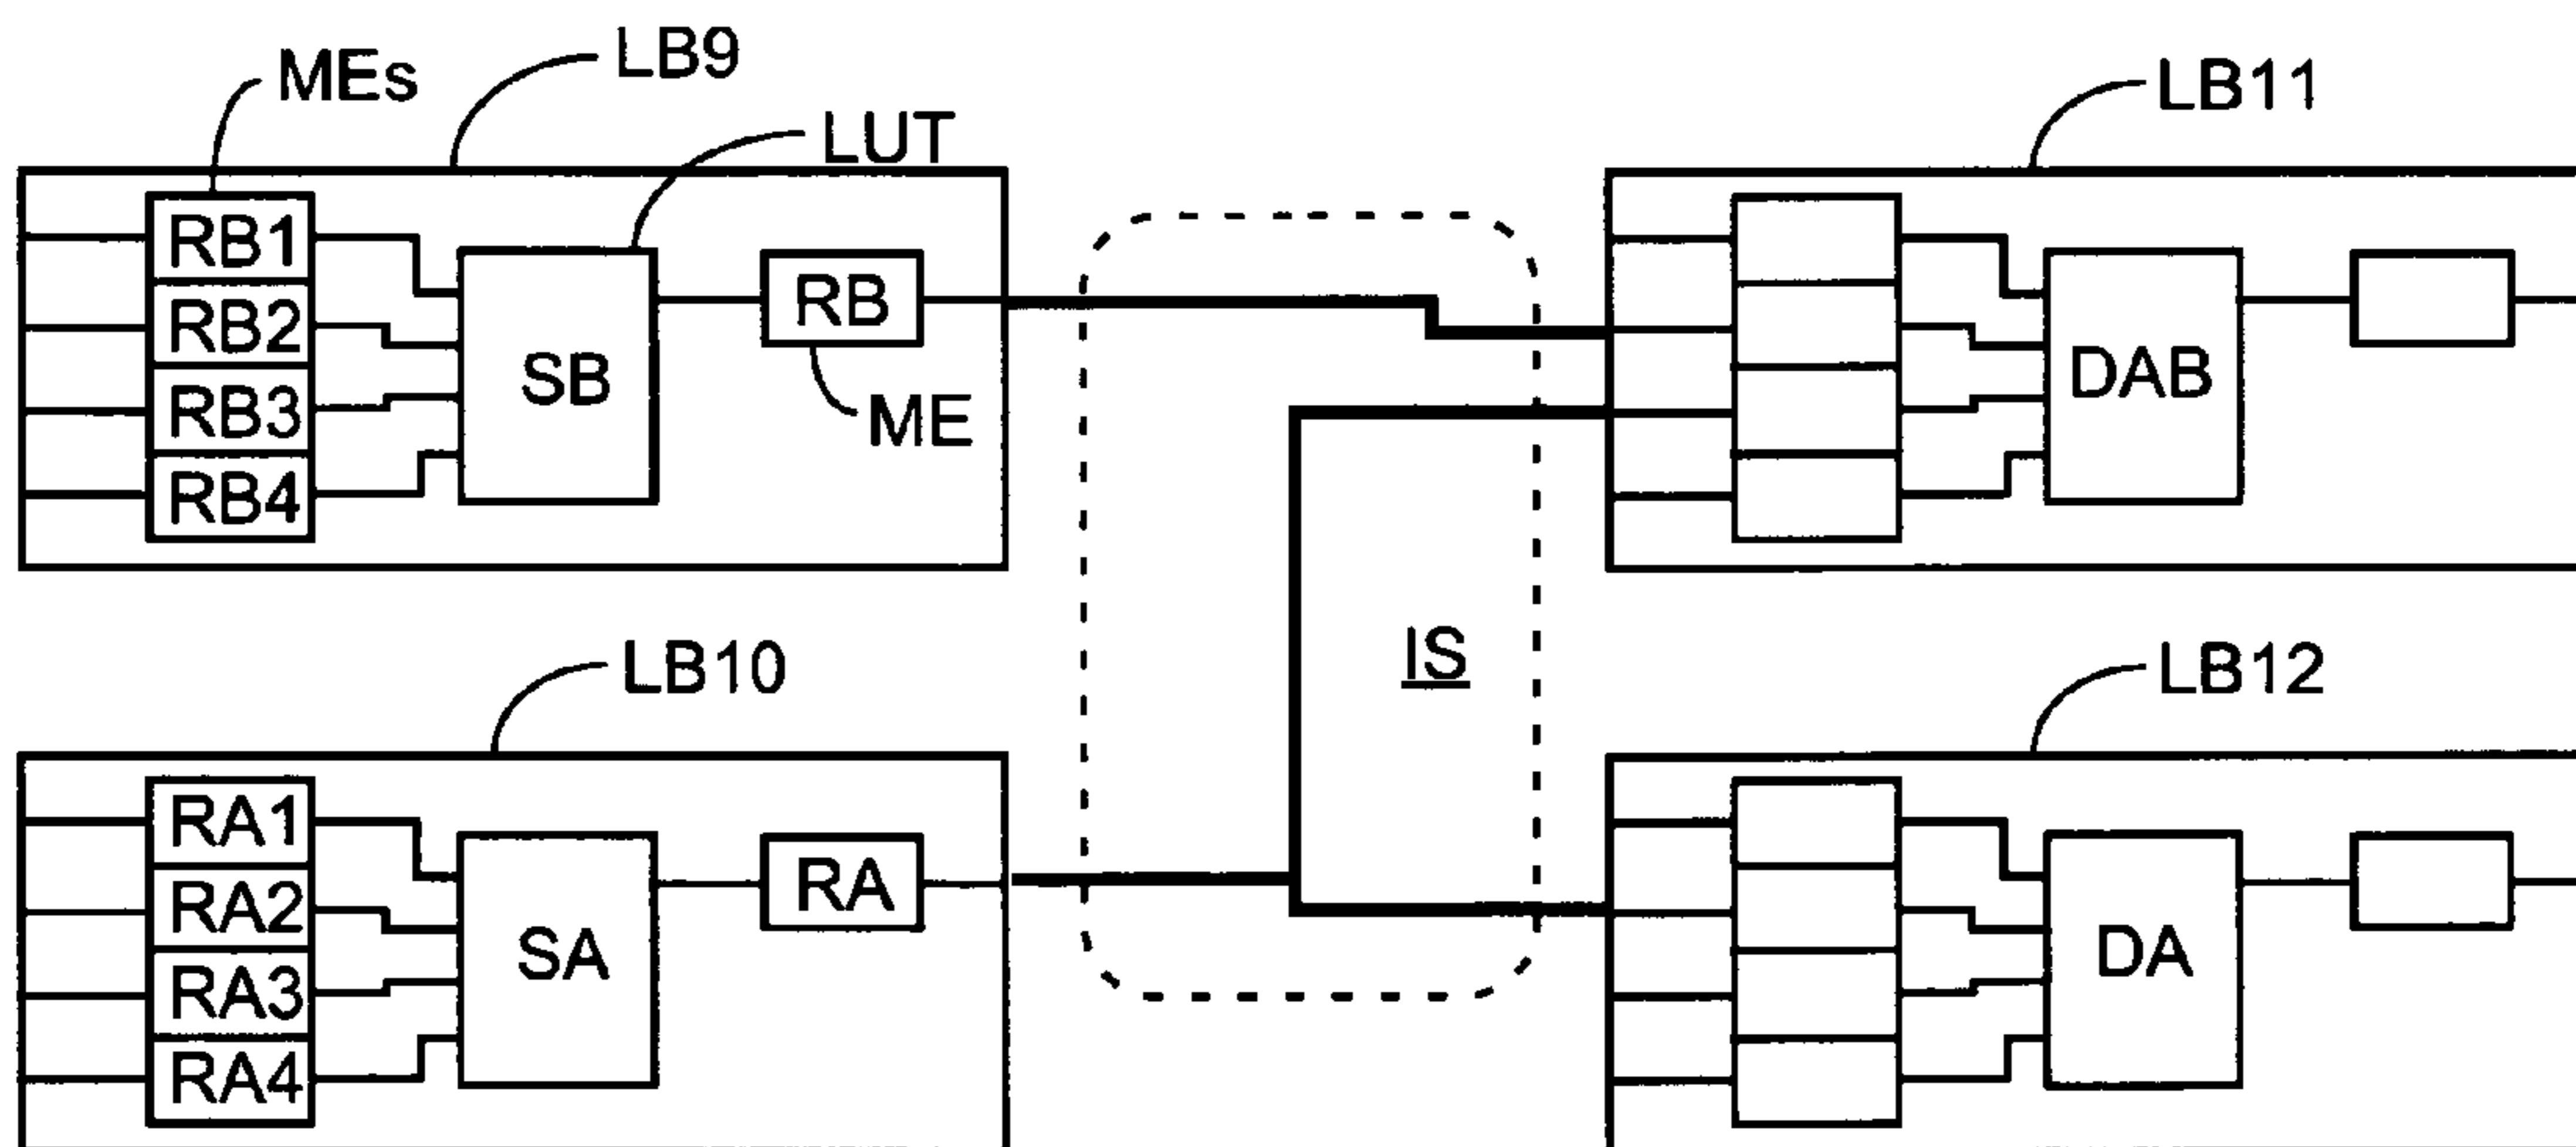 MEs
LB9
LUT
LB11
RB1
RB2
RB3
RB4
SB
RB
ME
DAB
IS
LB10
LB12
RA1
RA2
RA3
RA4
SA
RA
DA